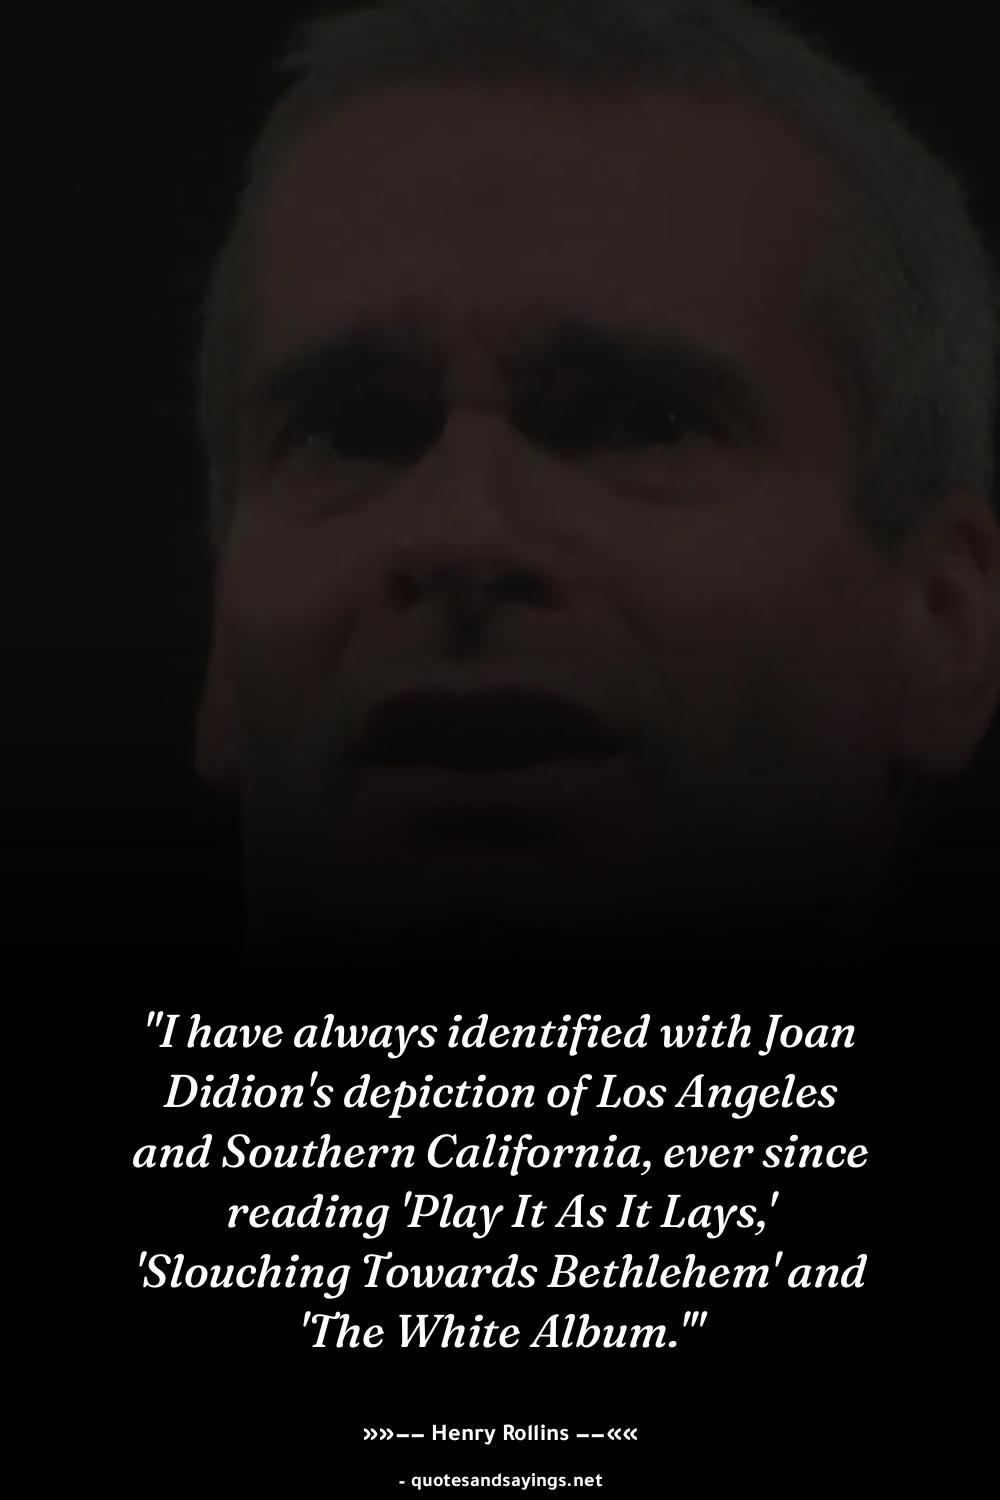 "I have always identified with Joan
Didion's depiction of Los Angeles
and Southern California, ever since
reading 'Play It As It Lays,'
'Slouching Towards Bethlehem' and
'The White Album.'"
»»−− Henry Rollins −−««
- quotesandsayings.net